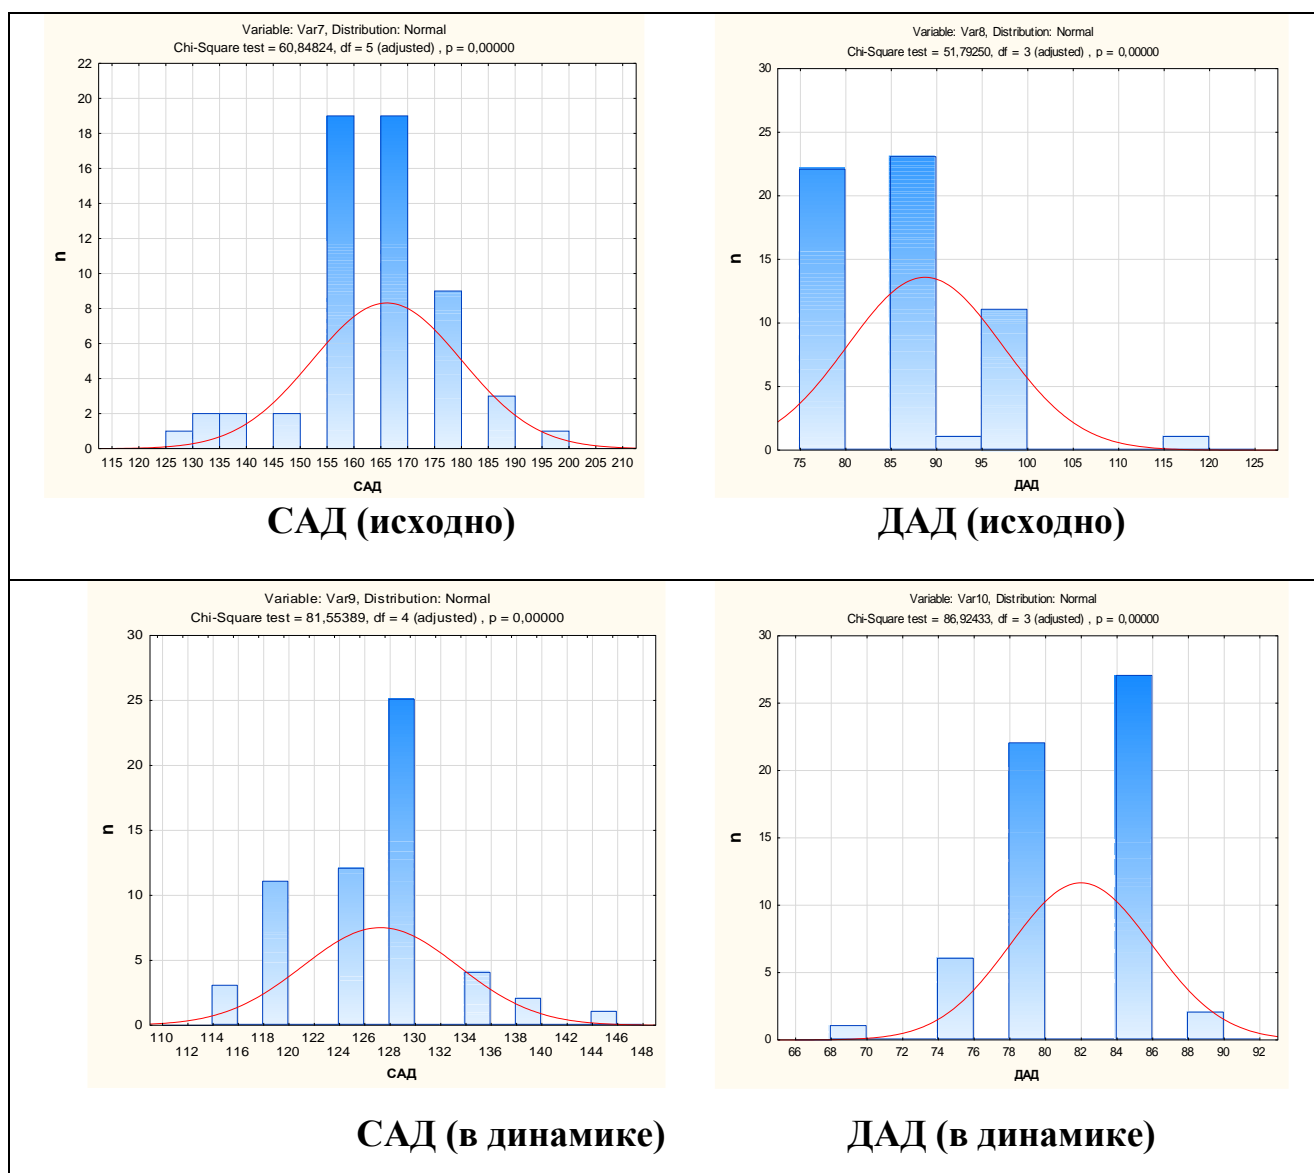 Variable: Var7, Distribution: Normal
Chi-Square test = 60,84824, df = 5 (adjusted) , p = 0,00000
22
20
18
16
14
12
10
8
6
4
2
0
n
115 120 125 130 135 140 145 150 155 160 165 170 175 180 185 190 195 200 205 210
САД
САД (исходно)
Variable: Var8, Distribution: Normal
Chi-Square test = 51,79250, df = 3 (adjusted) , p = 0,00000
30
25
20
15
10
5
0
n
75 80 85 90 95 100 105 110 115 120 125
ДАД
ДАД (исходно)
Variable: Var9, Distribution: Normal
Chi-Square test = 81,55389, df = 4 (adjusted) , p = 0,00000
30
25
20
15
10
5
0
n
110 114 118 122 126 130 134 138 142 146
112 116 120 124 128 132 136 140 144 148
САД
САД (в динамике)
Variable: Var10, Distribution: Normal
Chi-Square test = 86,92433, df = 3 (adjusted) , p = 0,00000
30
25
20
15
10
5
0
n
66 68 70 72 74 76 78 80 82 84 86 88 90 92
ДАД
ДАД (в динамике)